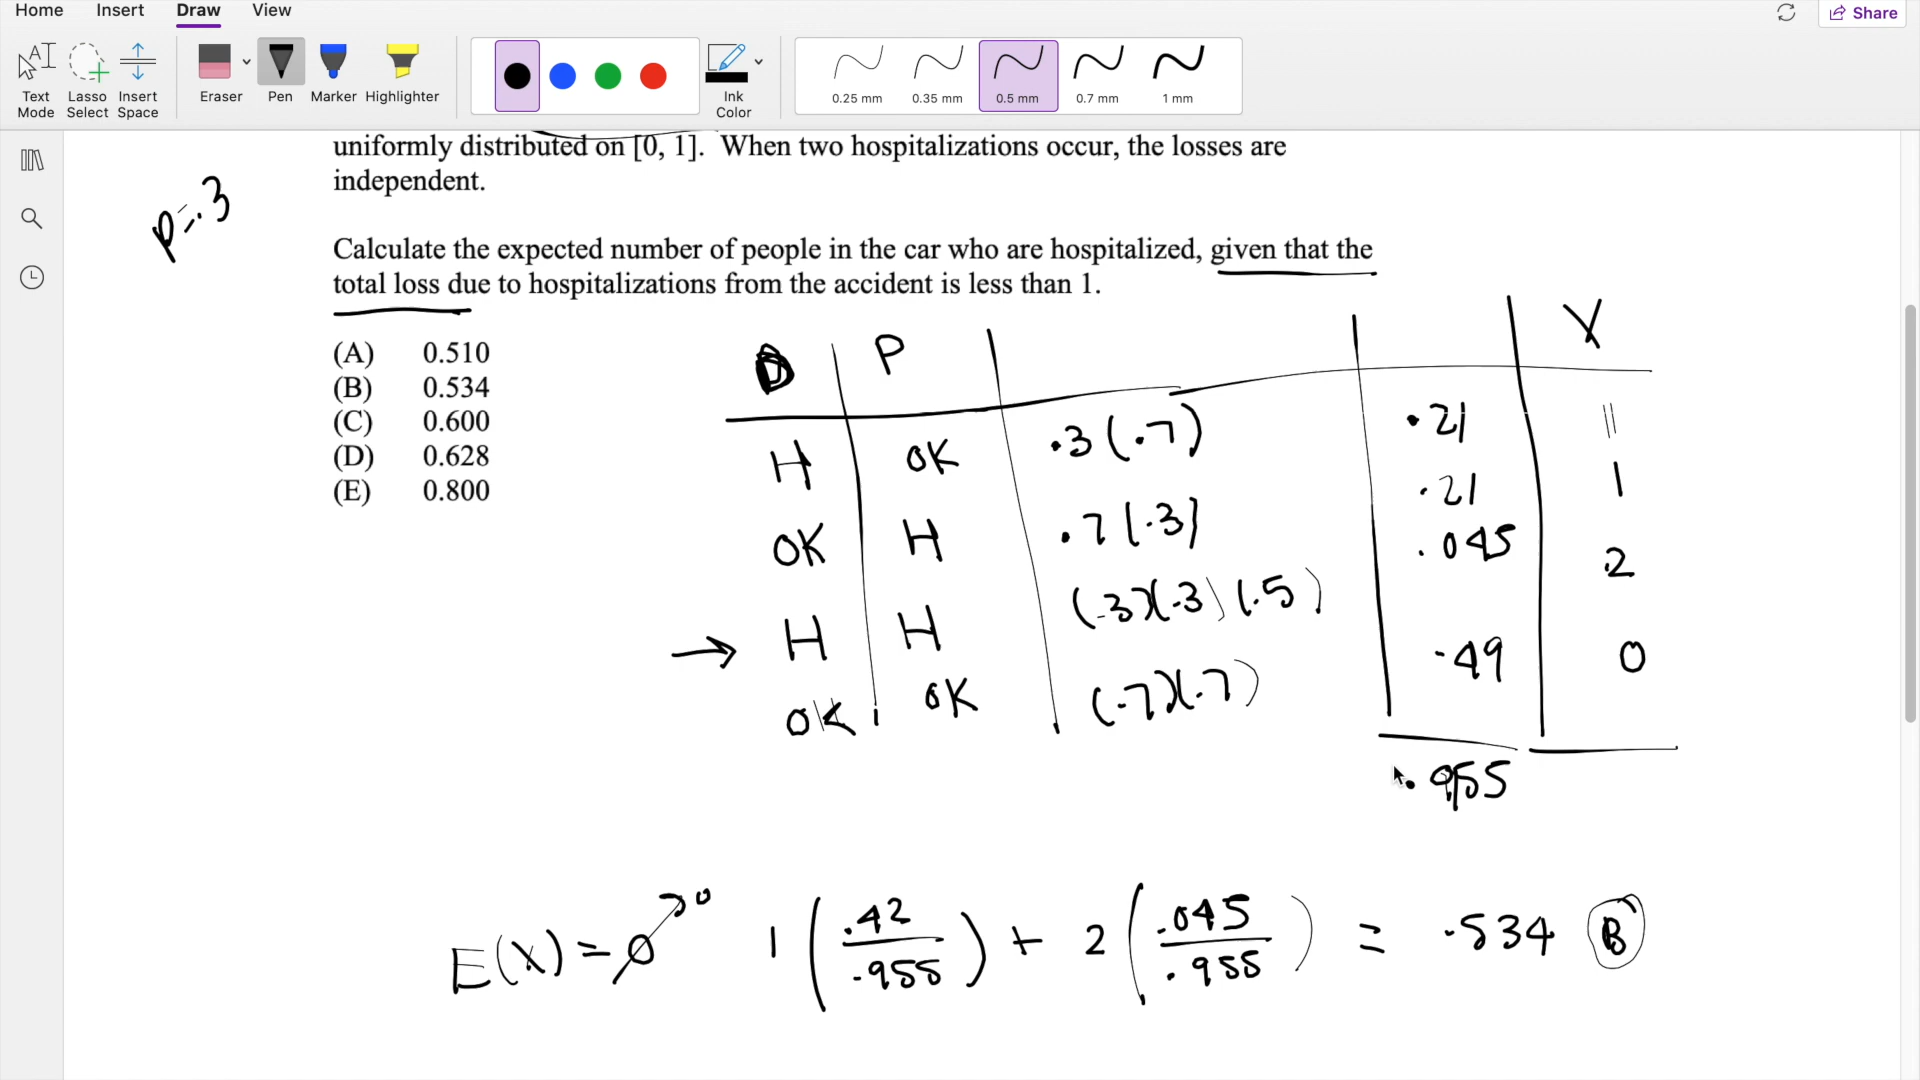 Home Insert Draw View
Share
Text Mode
Lasso Select
Insert Space
Eraser
Pen
Marker
Highlighter
Ink Color
0.25 mm
0.35 mm
0.5 mm
0.7 mm
1 mm
uniformly distributed on [0, 1]. When two hospitalizations occur, the losses are
independent.
p=.3
Calculate the expected number of people in the car who are hospitalized, given that the
total loss due to hospitalizations from the accident is less than 1.
(A) 0.510
(B) 0.534
(C) 0.600
(D) 0.628
(E) 0.800
D P X
H OK .3(.7) .21
OK H .7(.3) .21 1
H H (.3)(.3)(.5) .045 2
OK OK (.7)(.7) .49 0
.955
E(X) = 0 → 0 1 (.42/.955) + 2 (.045/.955) = .534 B